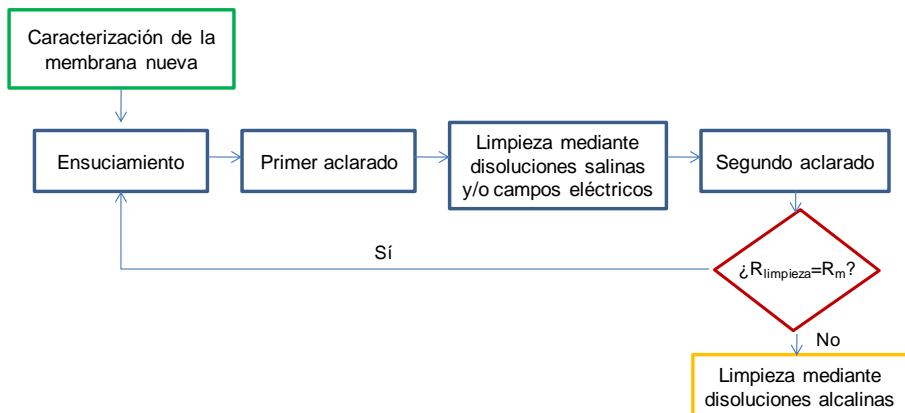 Caracterización de la
membrana nueva
Ensuciamiento
Primer aclarado
Limpieza mediante
disoluciones salinas
y/o campos eléctricos
Segundo aclarado
Sí
¿Rlimpieza=Rm?
No
Limpieza mediante
disoluciones alcalinas